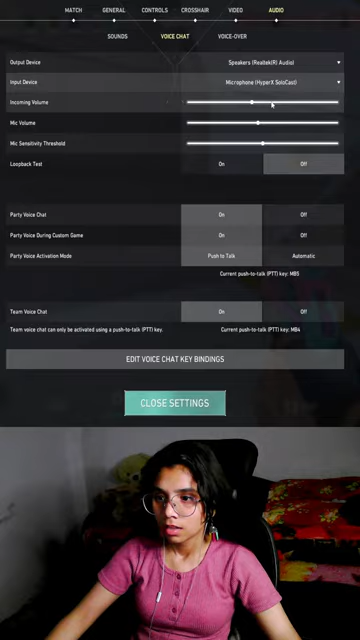 MATCH GENERAL CONTROLS CROSSHAIR VIDEO AUDIO
SOUNDS VOICE CHAT VOICE-OVER
Output Device Speakers (Realtek(R) Audio)
Input Device Microphone (HyperX SoloCast)
Incoming Volume
Mic Volume
Mic Sensitivity Threshold
Loopback Test On Off
Party Voice Chat On Off
Party Voice During Custom Game On Off
Party Voice Activation Mode Push to Talk Automatic
Current push-to-talk (PTT) key: MB5
Team Voice Chat On Off
Team voice chat can only be activated using a push-to-talk (PTT) key. Current push-to-talk (PTT) key: MB4
EDIT VOICE CHAT KEY BINDINGS
CLOSE SETTINGS